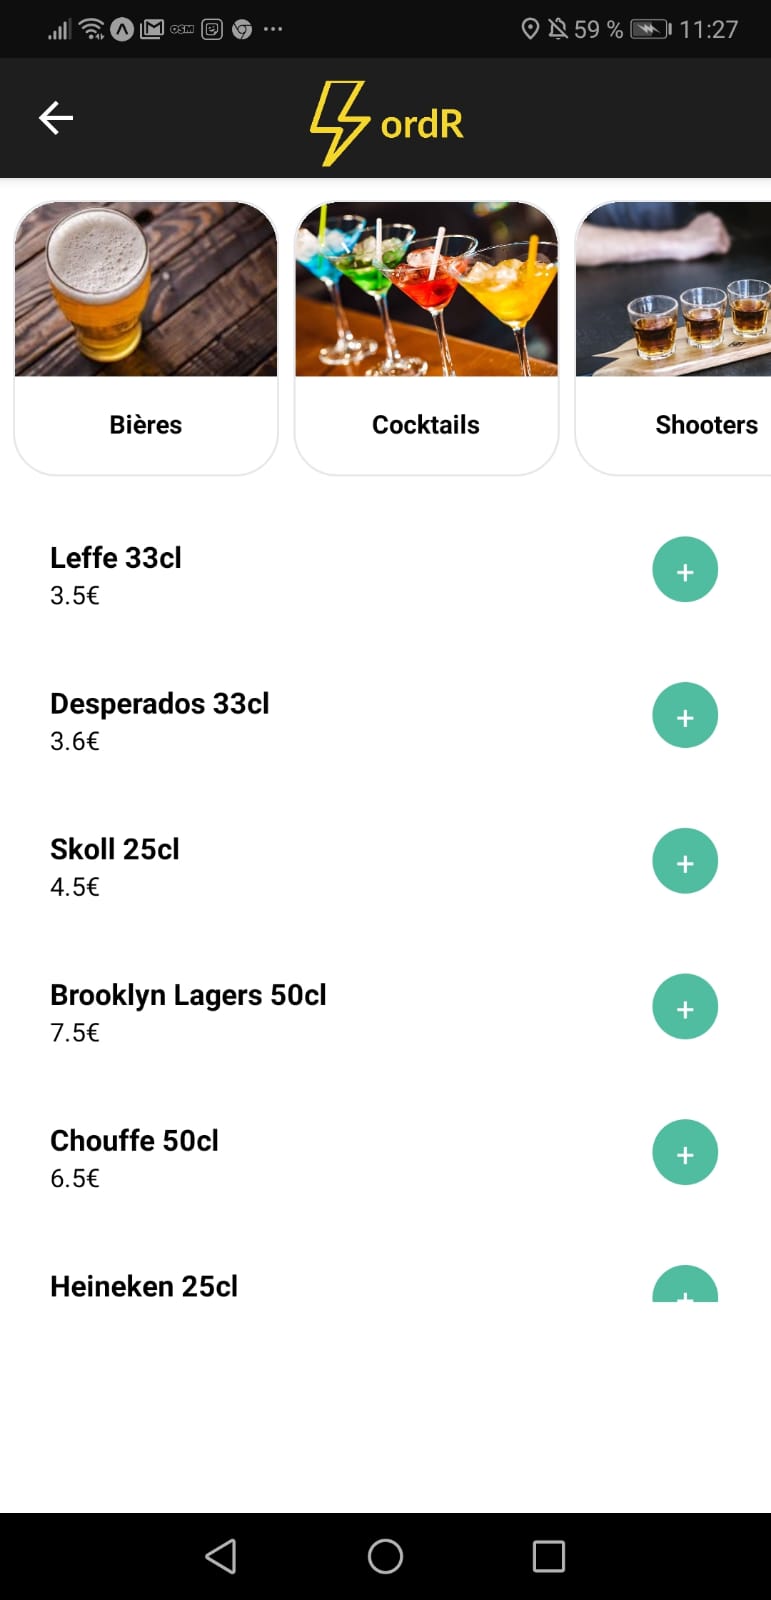 59 % 11:27
ordR
Bières
Cocktails
Shooters
Leffe 33cl
3.5€
+
Desperados 33cl
3.6€
+
Skoll 25cl
4.5€
+
Brooklyn Lagers 50cl
7.5€
+
Chouffe 50cl
6.5€
+
Heineken 25cl
+